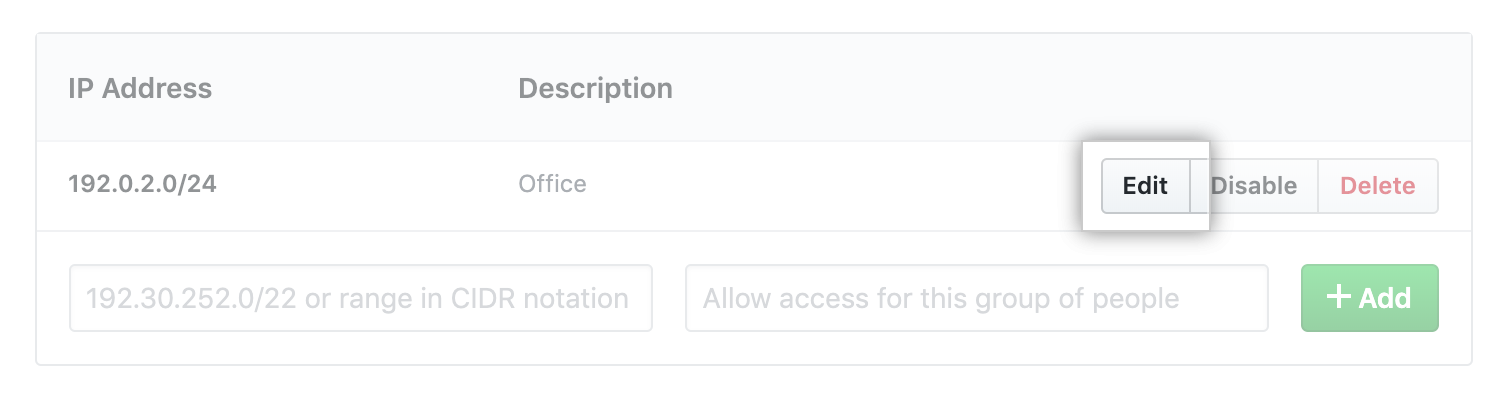 IP Address Description
192.0.2.0/24 Office Edit Disable Delete
192.30.252.0/22 or range in CIDR notation Allow access for this group of people + Add